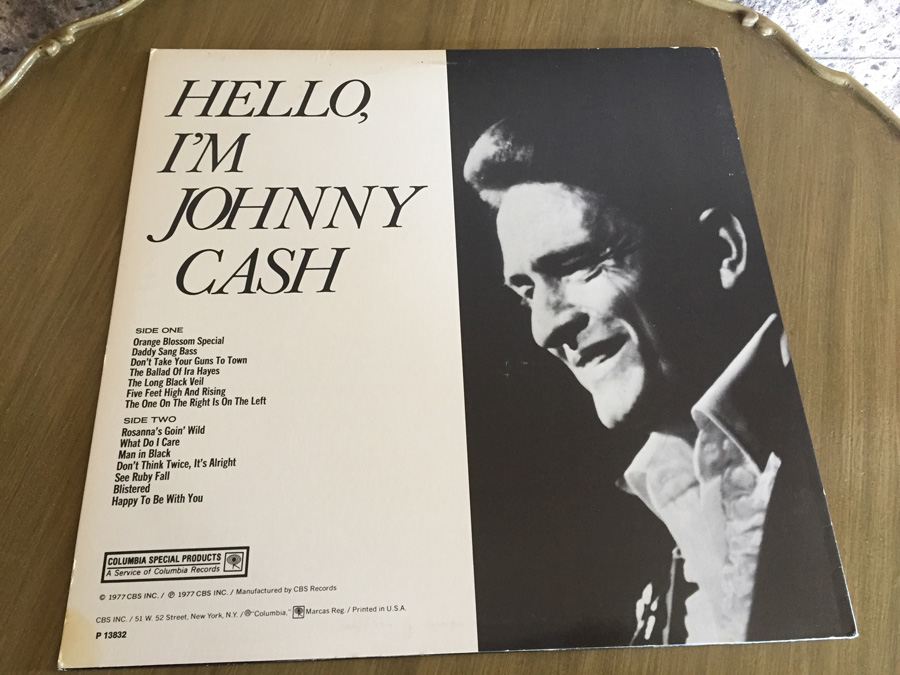 HELLO,
I'M
JOHNNY
CASH
SIDE ONE
Orange Blossom Special
Daddy Sang Bass
Don't Take Your Guns To Town
The Ballad Of Ira Hayes
The Long Black Veil
Five Feet High And Rising
The One On The Right Is On The Left
SIDE TWO
Rosanna's Goin' Wild
What Do I Care
Man in Black
Don't Think Twice, It's Alright
See Ruby Fall
Blistered
Happy To Be With You
COLUMBIA SPECIAL PRODUCTS
A Service of Columbia Records
© 1977 CBS INC. / ℗ 1977 CBS INC. / Manufactured by CBS Records
CBS INC. / 51 W. 52 Street, New York, N.Y. / ® "Columbia," Marcas Reg. / Printed in U.S.A.
P 13832